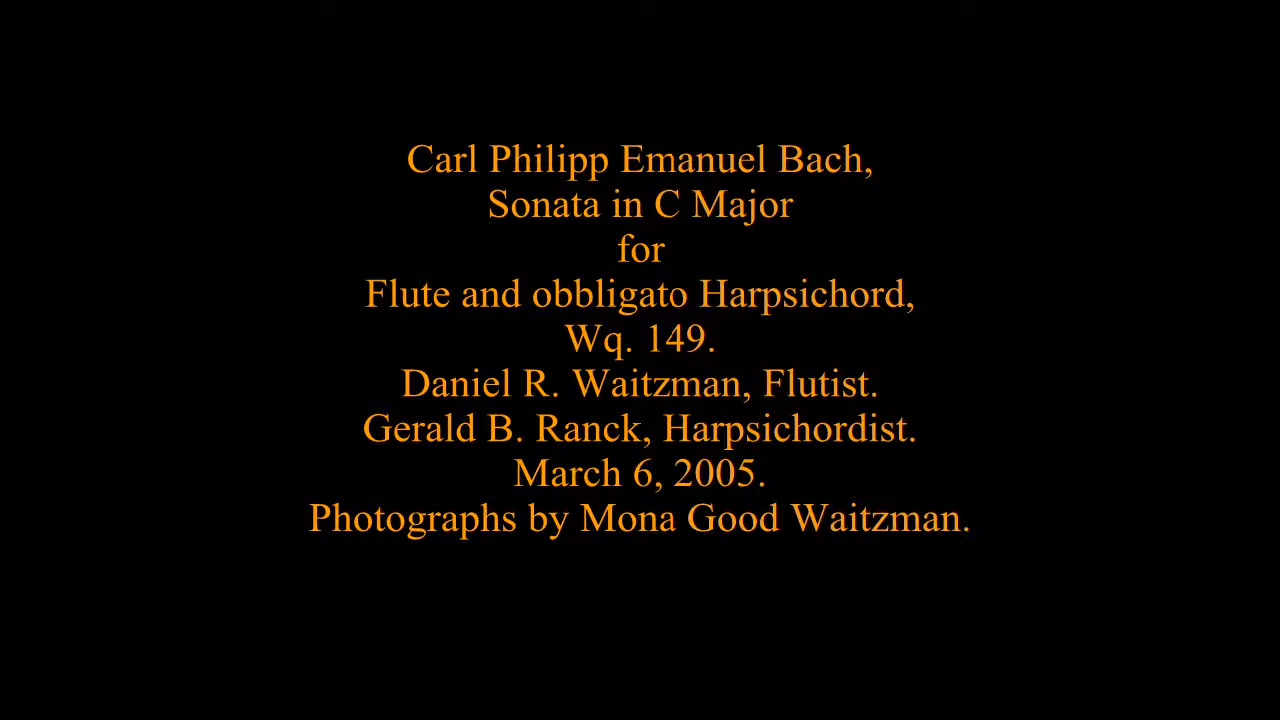 Carl Philipp Emanuel Bach,
Sonata in C Major
for
Flute and obbligato Harpsichord,
Wq. 149.
Daniel R. Waitzman, Flutist.
Gerald B. Ranck, Harpsichordist.
March 6, 2005.
Photographs by Mona Good Waitzman.